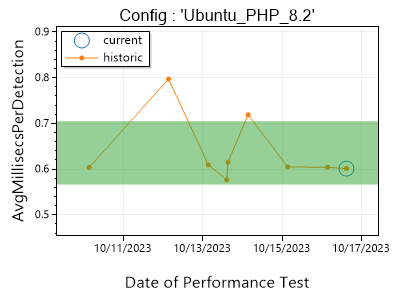 Config : 'Ubuntu_PHP_8.2'
current
historic
AvgMillisecsPerDetection
0.9
0.8
0.7
0.6
0.5
10/11/2023
10/13/2023
10/15/2023
10/17/2023
Date of Performance Test